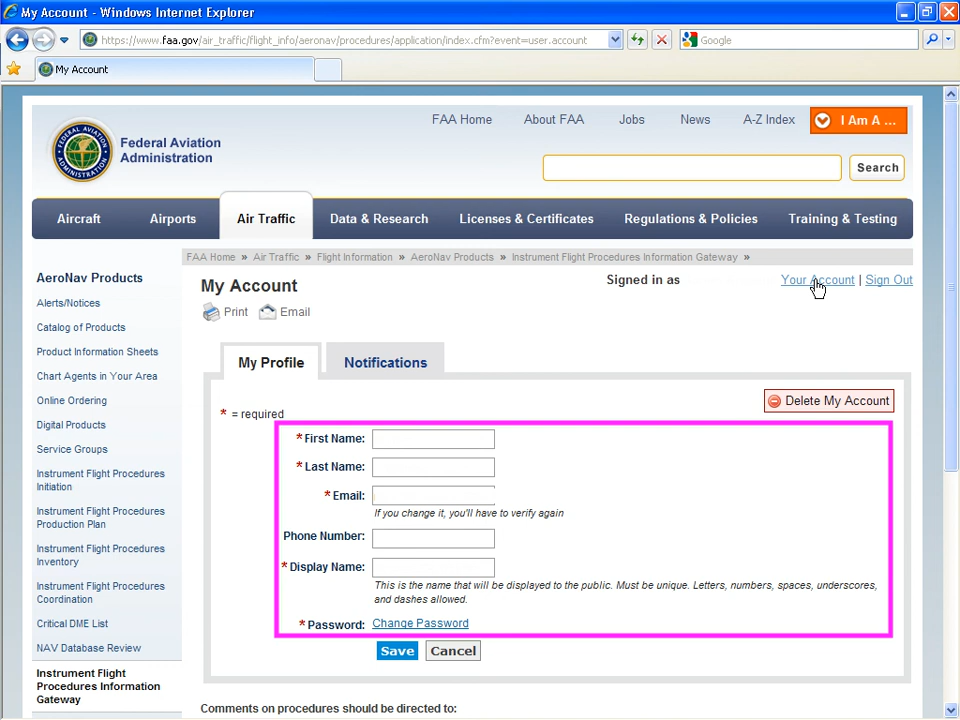 My Account - Windows Internet Explorer
https://www.faa.gov/air_traffic/flight_info/aeronav/procedures/application/index.cfm?event=user.account
Google
My Account
FAA Home About FAA Jobs News A-Z Index I Am A ...
FEDERAL AVIATION ADMINISTRATION
Federal Aviation
Administration
Search
Aircraft Airports Air Traffic Data & Research Licenses & Certificates Regulations & Policies Training & Testing
FAA Home » Air Traffic » Flight Information » AeroNav Products » Instrument Flight Procedures Information Gateway »
AeroNav Products
Alerts/Notices
Catalog of Products
Product Information Sheets
Chart Agents in Your Area
Online Ordering
Digital Products
Service Groups
Instrument Flight Procedures
Initiation
Instrument Flight Procedures
Production Plan
Instrument Flight Procedures
Inventory
Instrument Flight Procedures
Coordination
Critical DME List
NAV Database Review
Instrument Flight
Procedures Information
Gateway
My Account
Signed in as
Your Account | Sign Out
Print Email
My Profile Notifications
Delete My Account
* = required
*First Name:
*Last Name:
*Email:
If you change it, you'll have to verify again
Phone Number:
*Display Name:
This is the name that will be displayed to the public. Must be unique. Letters, numbers, spaces, underscores,
and dashes allowed.
*Password: Change Password
Save Cancel
Comments on procedures should be directed to: